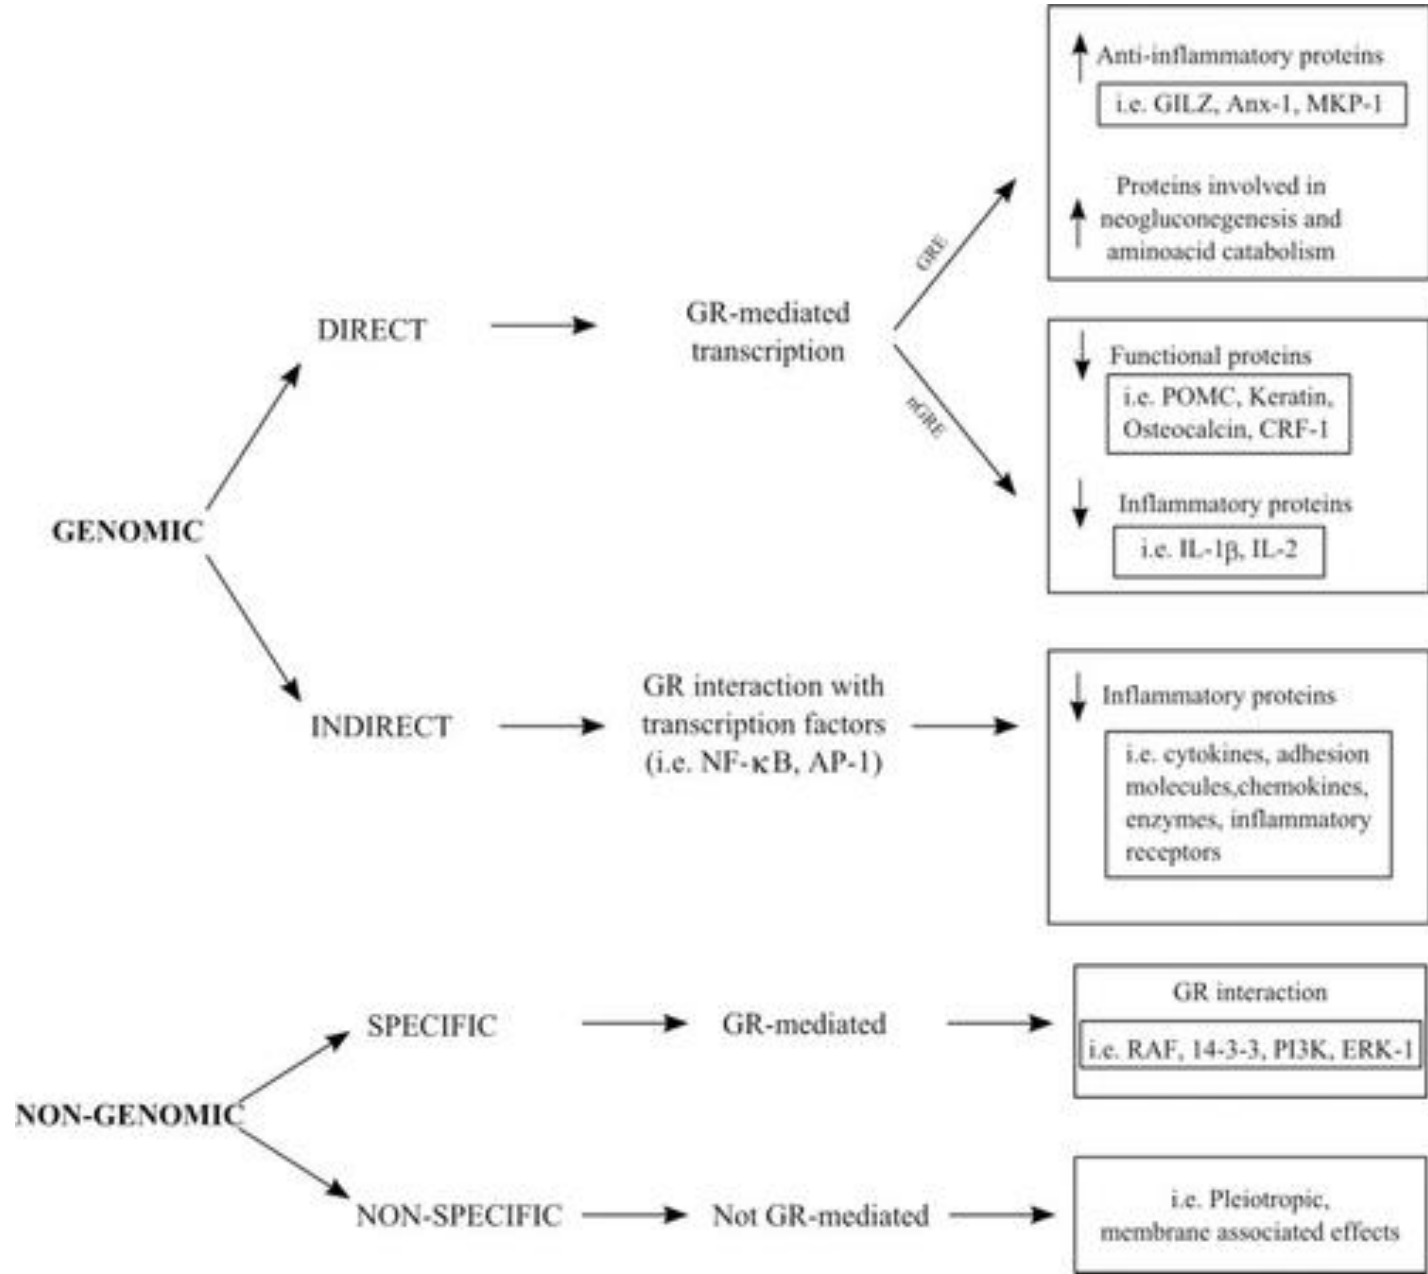 Anti-inflammatory proteins
i.e. GILZ, Anx-1, MKP-1
Proteins involved in
neogluconegenesis and
aminoacid catabolism
GRE
DIRECT
GR-mediated
transcription
nGRE
Functional proteins
i.e. POMC, Keratin,
Osteocalcin, CRF-1
Inflammatory proteins
i.e. IL-1β, IL-2
GENOMIC
INDIRECT
GR interaction with
transcription factors
(i.e. NF-κB, AP-1)
Inflammatory proteins
i.e. cytokines, adhesion
molecules,chemokines,
enzymes, inflammatory
receptors
NON-GENOMIC
SPECIFIC
GR-mediated
GR interaction
i.e. RAF, 14-3-3, PI3K, ERK-1
NON-SPECIFIC
Not GR-mediated
i.e. Pleiotropic,
membrane associated effects